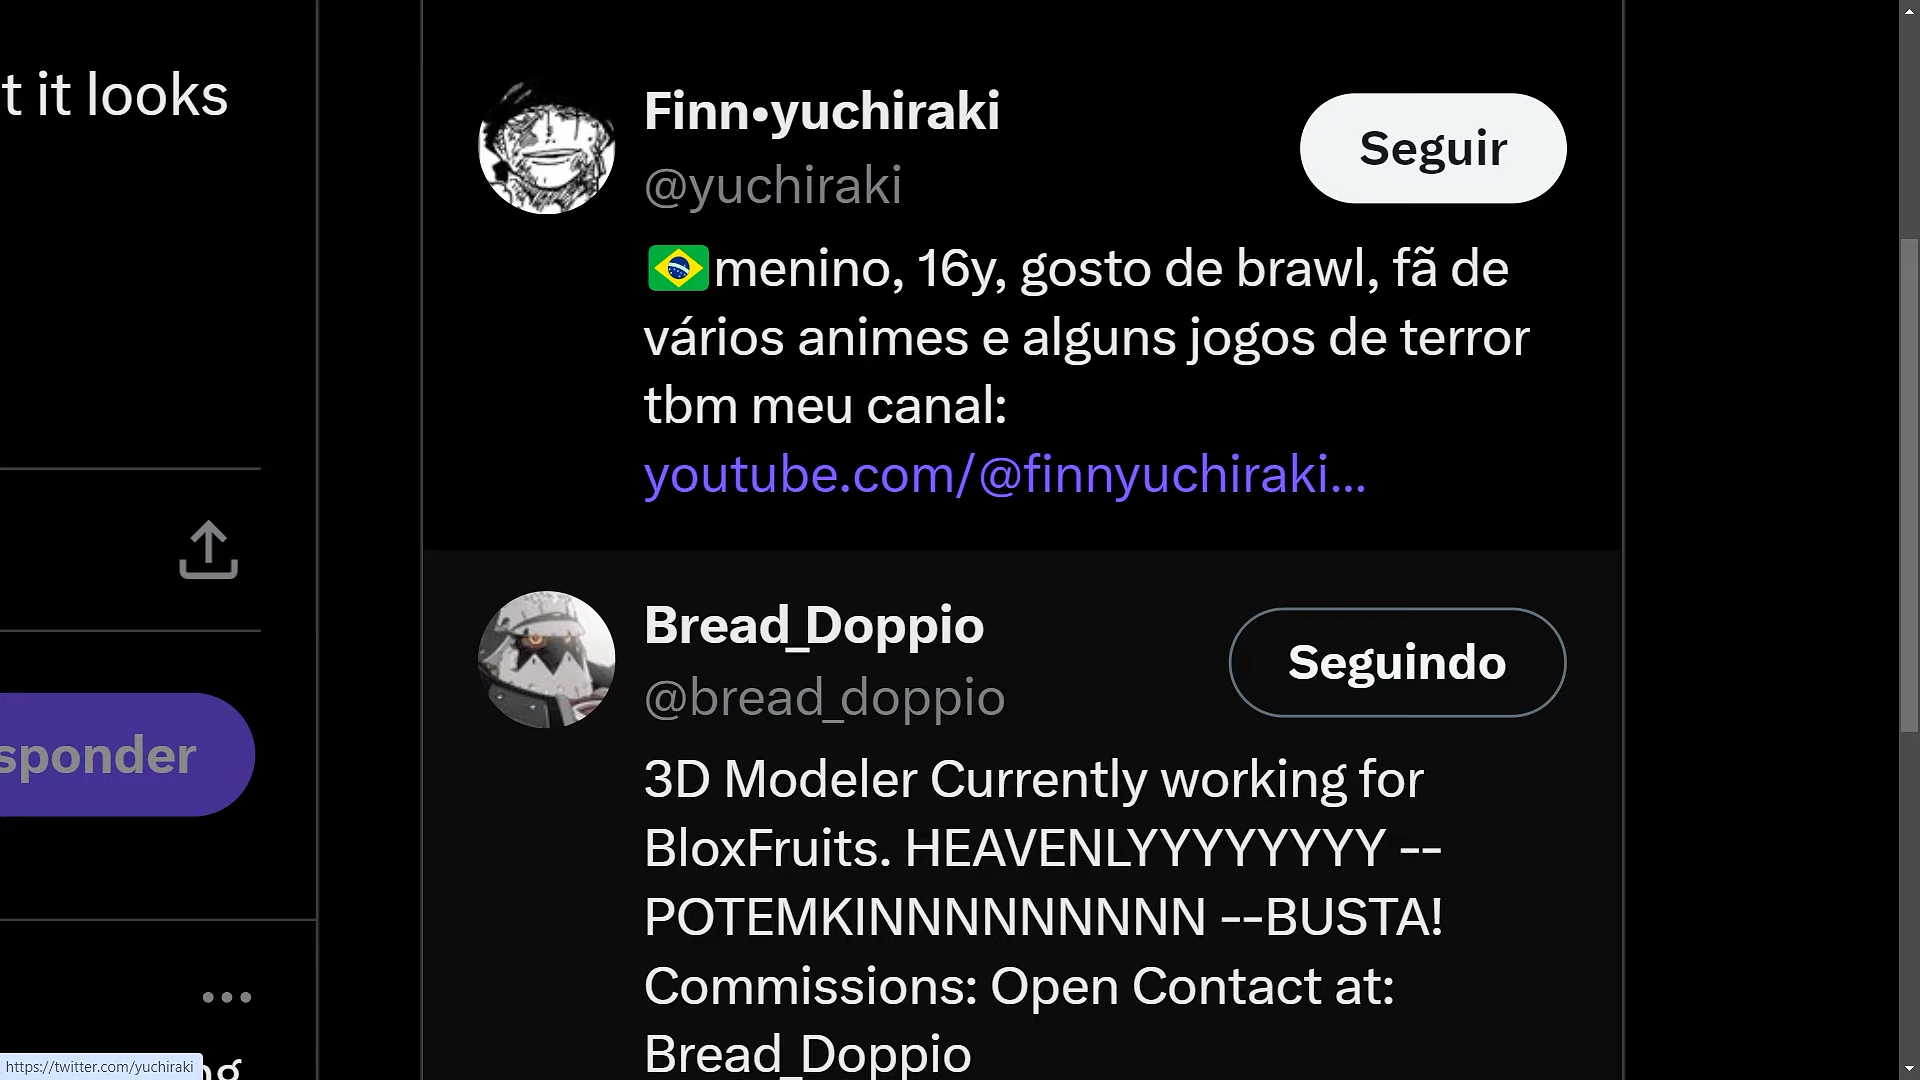 t it looks
Finn•yuchiraki
@yuchiraki
Seguir
🇧🇷menino, 16y, gosto de brawl, fã de
vários animes e alguns jogos de terror
tbm meu canal:
youtube.com/@finnyuchiraki...
Bread_Doppio
@bread_doppio
Seguindo
sponder
3D Modeler Currently working for
BloxFruits. HEAVENLYYYYYYYY --
POTEMKINNNNNNNNN --BUSTA!
Commissions: Open Contact at:
Bread_Doppio
https://twitter.com/yuchiraki